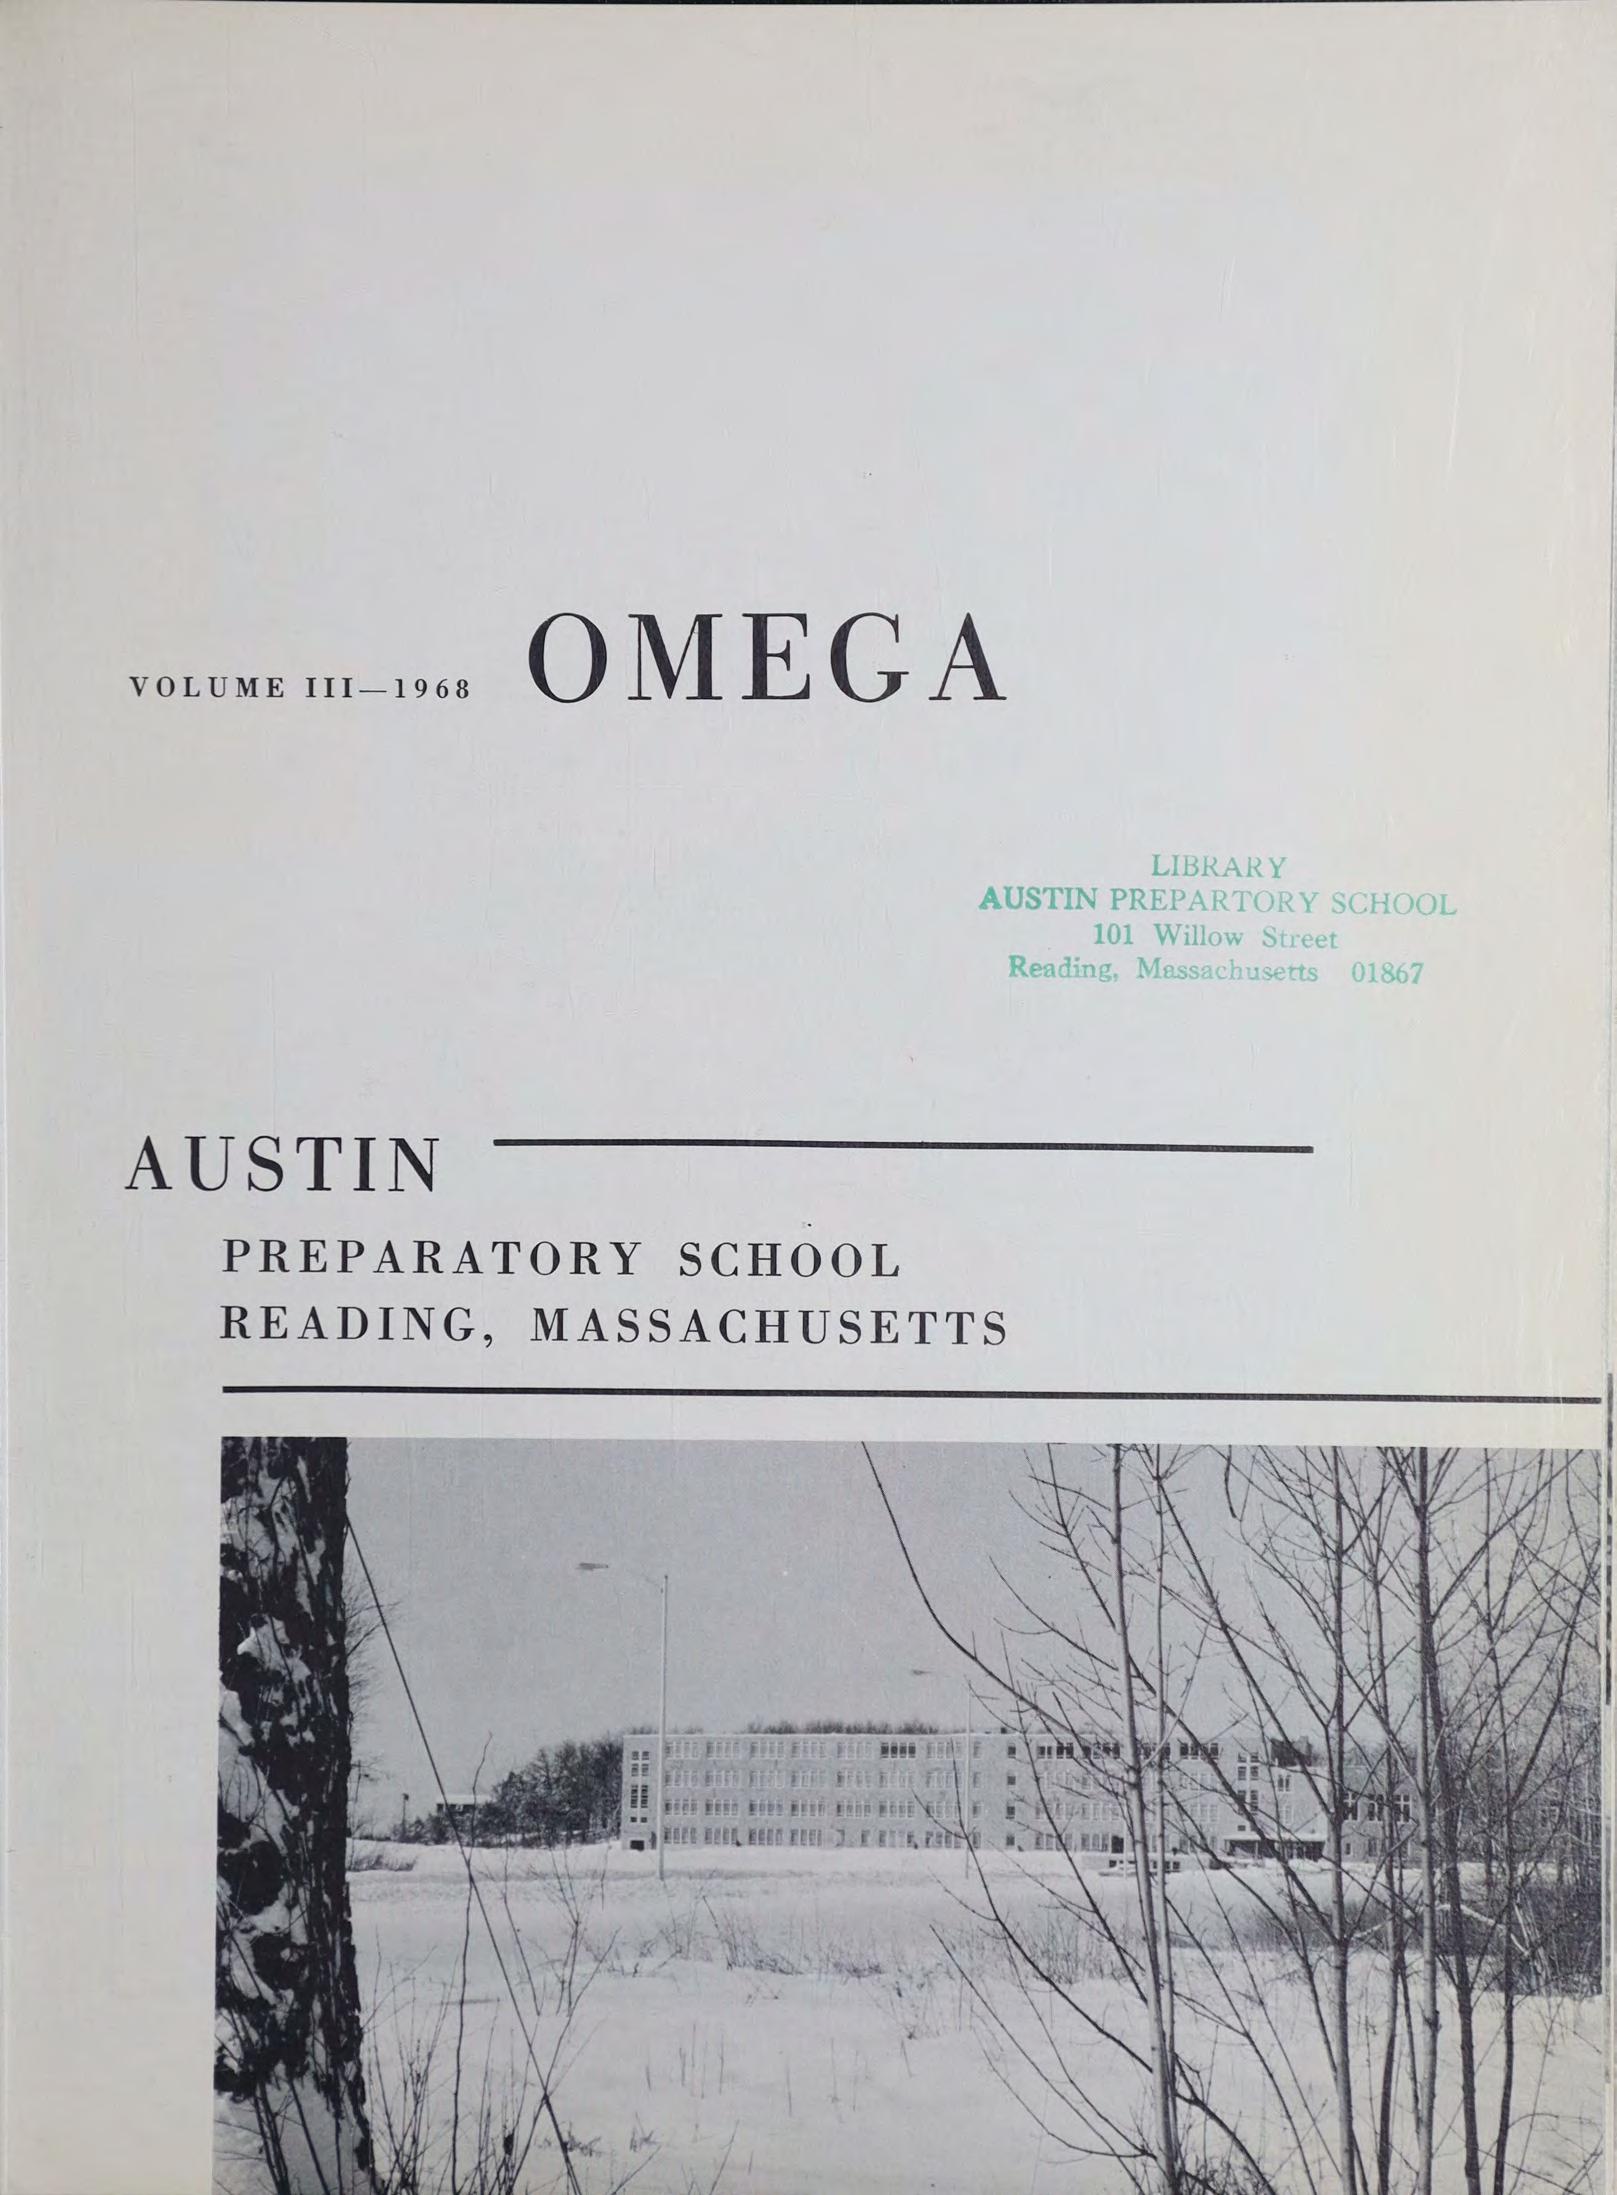 VOLUME III—1968 OMEGA
LIBRARY
AUSTIN PREPARTORY SCHOOL
101 Willow Street
Reading, Massachusetts 01867
AUSTIN
PREPARATORY SCHOOL
READING, MASSACHUSETTS